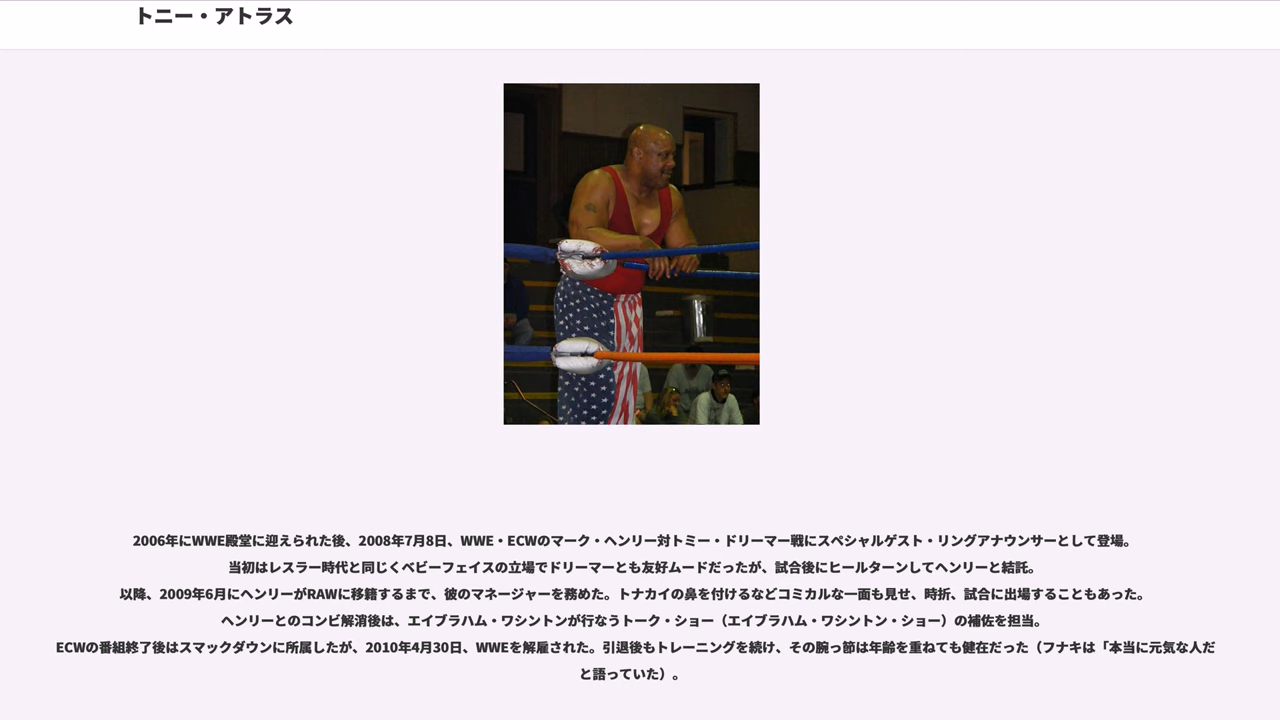 トニー・アトラス
2006年にWWE殿堂に迎えられた後、2008年7月8日、WWE・ECWのマーク・ヘンリー対トミー・ドリーマー戦にスペシャルゲスト・リングアナウンサーとして登場。
当初はレスラー時代と同じくベビーフェイスの立場でドリーマーとも友好ムードだったが、試合後にヒールターンしてヘンリーと結託。
以降、2009年6月にヘンリーがRAWに移籍するまで、彼のマネージャーを務めた。トナカイの鼻を付けるなどコミカルな一面も見せ、時折、試合に出場することもあった。
ヘンリーとのコンビ解消後は、エイブラハム・ワシントンが行なうトーク・ショー（エイブラハム・ワシントン・ショー）の補佐を担当。
ECWの番組終了後はスマックダウンに所属したが、2010年4月30日、WWEを解雇された。引退後もトレーニングを続け、その腕っ節は年齢を重ねても健在だった（フナキは「本当に元気な人だ
と語っていた）。